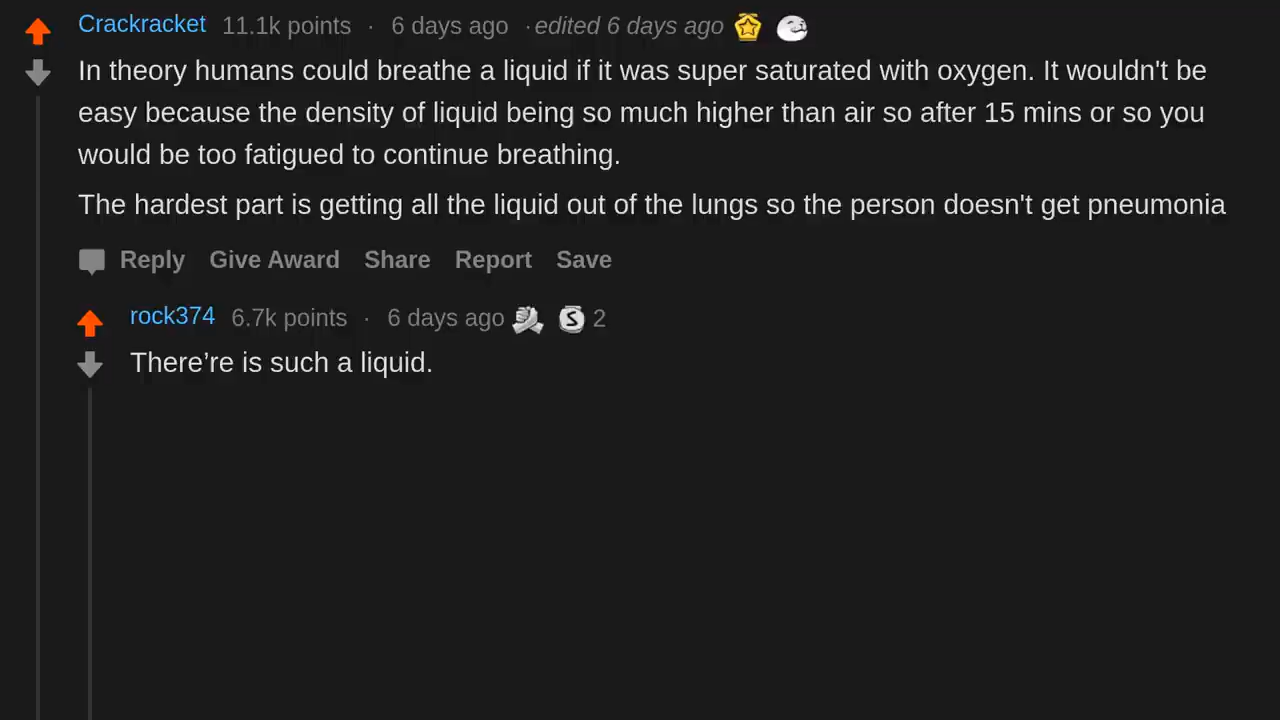 Crackracket 11.1k points · 6 days ago · edited 6 days ago
In theory humans could breathe a liquid if it was super saturated with oxygen. It wouldn't be
easy because the density of liquid being so much higher than air so after 15 mins or so you
would be too fatigued to continue breathing.
The hardest part is getting all the liquid out of the lungs so the person doesn't get pneumonia
Reply Give Award Share Report Save
rock374 6.7k points · 6 days ago S 2
There’re is such a liquid.